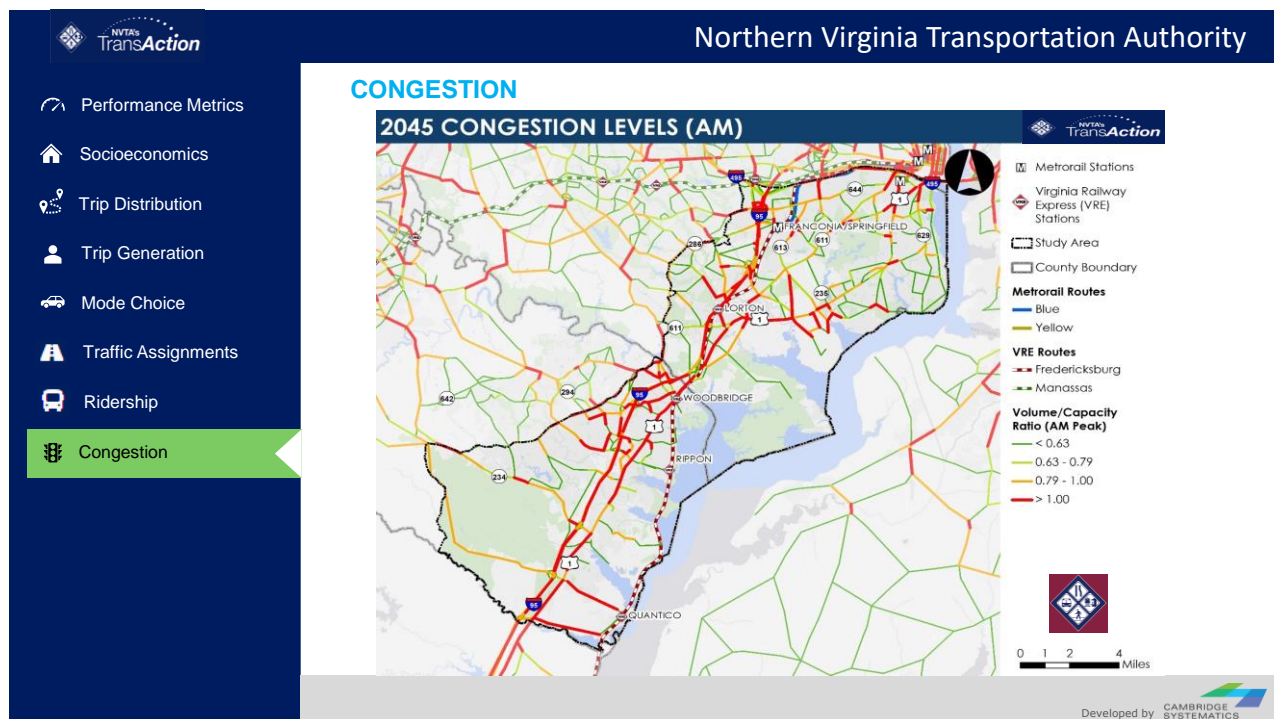 NVTA's
TransAction
Northern Virginia Transportation Authority
Performance Metrics
Socioeconomics
Trip Distribution
Trip Generation
Mode Choice
Traffic Assignments
Ridership
Congestion
CONGESTION
2045 CONGESTION LEVELS (AM)
NVTA's
TransAction
M
M
495
644
M
495
1
95
M FRANCONIA/SPRINGFIELD
286
613
611
629
235
LORTON
1
611
294
95
642
WOODBRIDGE
1
RIPPON
234
1
95
QUANTICO
M Metrorail Stations
VRE
Virginia Railway
Express (VRE)
Stations
Study Area
County Boundary
Metrorail Routes
Blue
Yellow
VRE Routes
Fredericksburg
Manassas
Volume/Capacity
Ratio (AM Peak)
< 0.63
0.63 - 0.79
0.79 - 1.00
> 1.00
0 1 2 4
Miles
Developed by
CAMBRIDGE
SYSTEMATICS